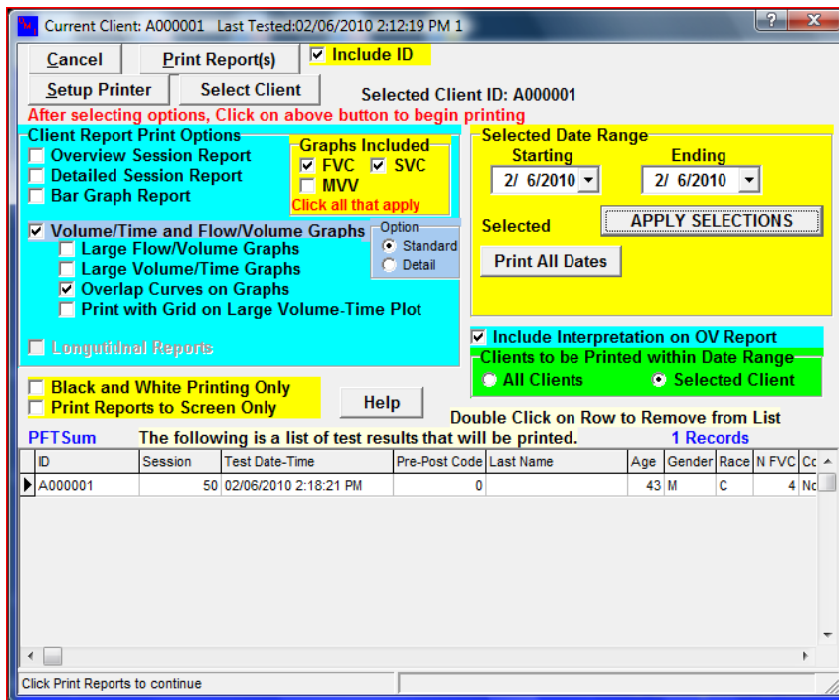 Current Client: A000001 Last Tested:02/06/2010 2:12:19 PM 1
Cancel Print Report(s) Include ID
Setup Printer Select Client Selected Client ID: A000001
After selecting options, Click on above button to begin printing
Client Report Print Options
Overview Session Report
Detailed Session Report
Bar Graph Report
Graphs Included
FVC SVC
MVV
Click all that apply
Volume/Time and Flow/Volume Graphs
Large Flow/Volume Graphs
Large Volume/Time Graphs
Overlap Curves on Graphs
Print with Grid on Large Volume-Time Plot
Option
Standard
Detail
Longutidnal Reports
Selected Date Range
Starting Ending
2/ 6/2010 2/ 6/2010
Selected APPLY SELECTIONS
Print All Dates
Include Interpretation on OV Report
Clients to be Printed within Date Range
All Clients Selected Client
Black and White Printing Only
Print Reports to Screen Only
Help
Double Click on Row to Remove from List
PFTSum The following is a list of test results that will be printed. 1 Records
ID Session Test Date-Time Pre-Post Code Last Name Age Gender Race N FVC Cc
A000001 50 02/06/2010 2:18:21 PM 0 43 M C 4 Nc
Click Print Reports to continue